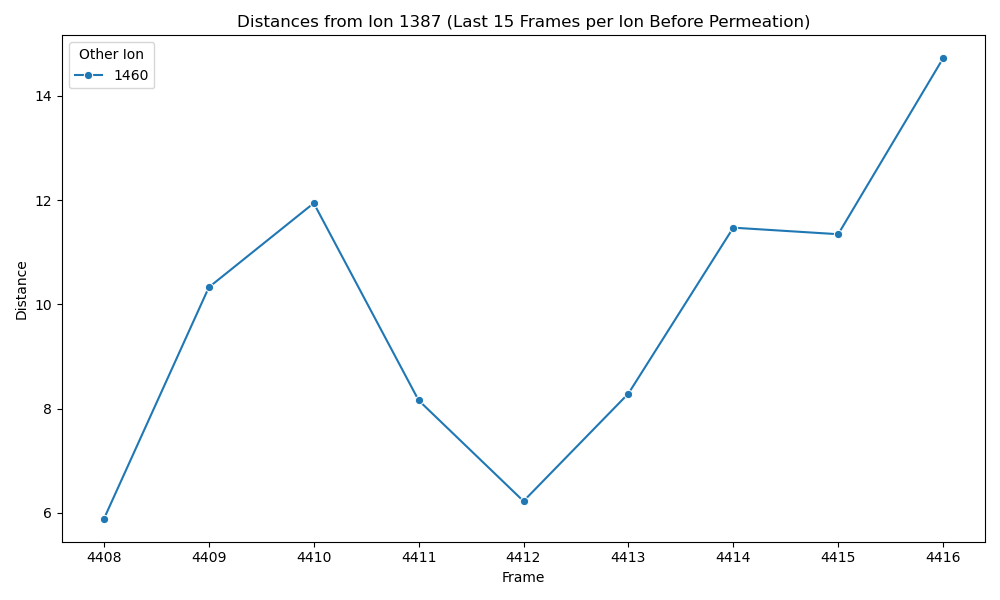 Distances from Ion 1387 (Last 15 Frames per Ion Before Permeation)
Other Ion
1460
Distance
14
12
10
8
6
4408 4409 4410 4411 4412 4413 4414 4415 4416
Frame